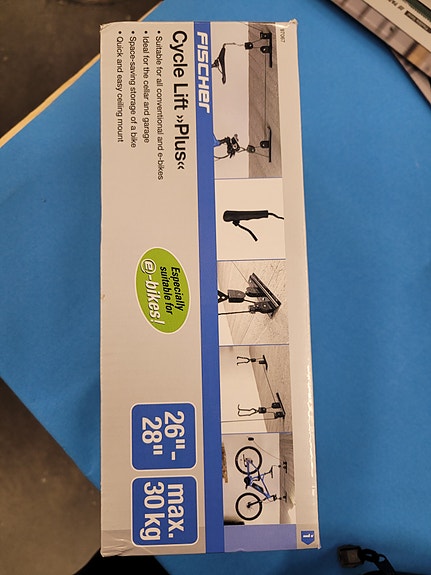 FISCHER
Cycle Lift »Plus«
• Suitable for all conventional and e-bikes
• Ideal for the cellar and garage
• Space-saving storage of a bike
• Quick and easy ceiling mount
Especially
suitable for
e-bikes!
26"-
28"
max.
30 kg
i